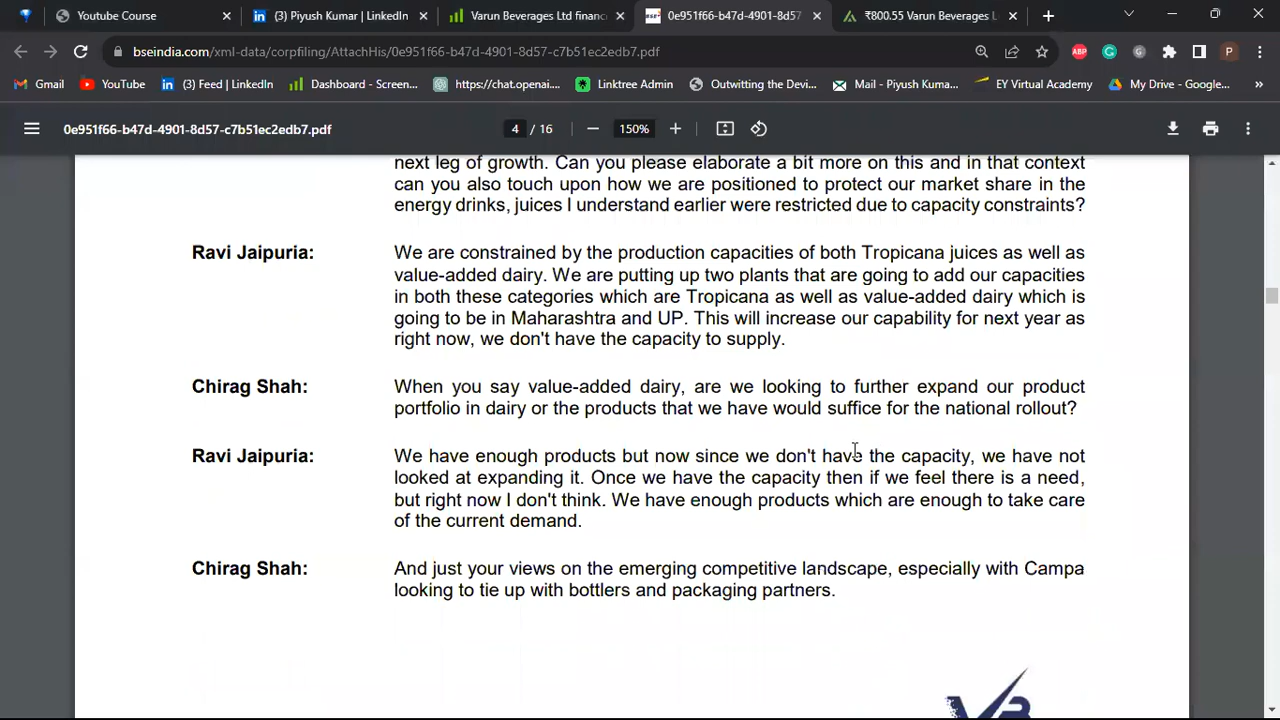 Youtube Course
(3) Piyush Kumar | LinkedIn
Varun Beverages Ltd financ
0e951f66-b47d-4901-8d57
₹800.55 Varun Beverages L
bseindia.com/xml-data/corpfiling/AttachHis/0e951f66-b47d-4901-8d57-c7b51ec2edb7.pdf
Gmail
YouTube
(3) Feed | LinkedIn
Dashboard - Screen...
https://chat.openai....
Linktree Admin
Outwitting the Devi...
Mail - Piyush Kuma...
EY Virtual Academy
My Drive - Google...
0e951f66-b47d-4901-8d57-c7b51ec2edb7.pdf
4 / 16
150%
next leg of growth. Can you please elaborate a bit more on this and in that context
can you also touch upon how we are positioned to protect our market share in the
energy drinks, juices I understand earlier were restricted due to capacity constraints?
Ravi Jaipuria: We are constrained by the production capacities of both Tropicana juices as well as
value-added dairy. We are putting up two plants that are going to add our capacities
in both these categories which are Tropicana as well as value-added dairy which is
going to be in Maharashtra and UP. This will increase our capability for next year as
right now, we don't have the capacity to supply.
Chirag Shah: When you say value-added dairy, are we looking to further expand our product
portfolio in dairy or the products that we have would suffice for the national rollout?
Ravi Jaipuria: We have enough products but now since we don't have the capacity, we have not
looked at expanding it. Once we have the capacity then if we feel there is a need,
but right now I don't think. We have enough products which are enough to take care
of the current demand.
Chirag Shah: And just your views on the emerging competitive landscape, especially with Campa
looking to tie up with bottlers and packaging partners.